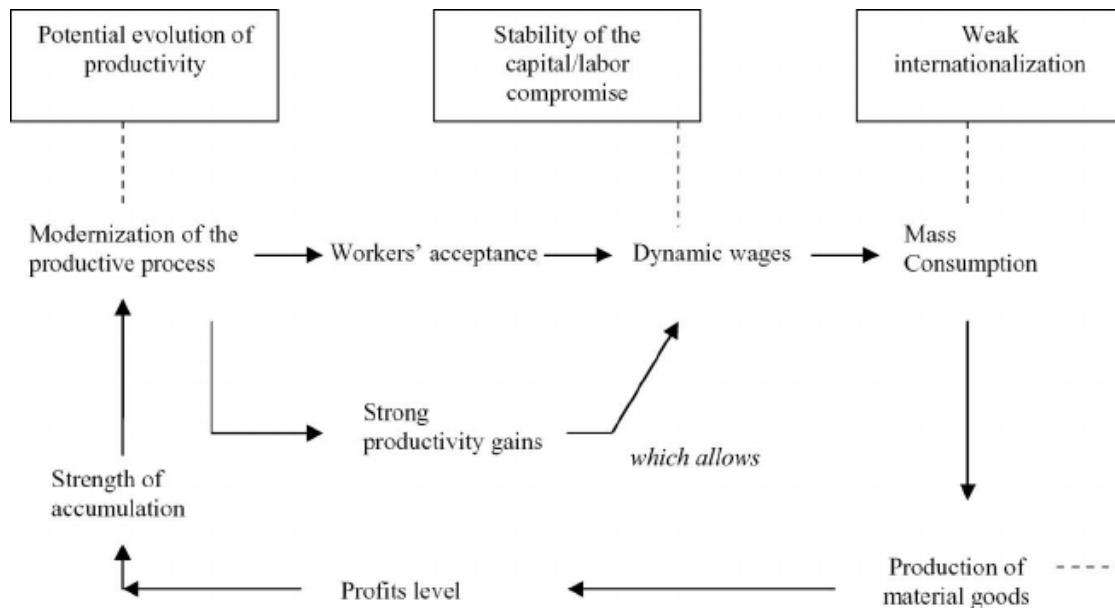 Potential evolution of
productivity
Stability of the
capital/labor
compromise
Weak
internationalization
Modernization of the
productive process
Workers’ acceptance
Dynamic wages
Mass
Consumption
Strong
productivity gains
which allows
Strength of
accumulation
Profits level
Production of
material goods